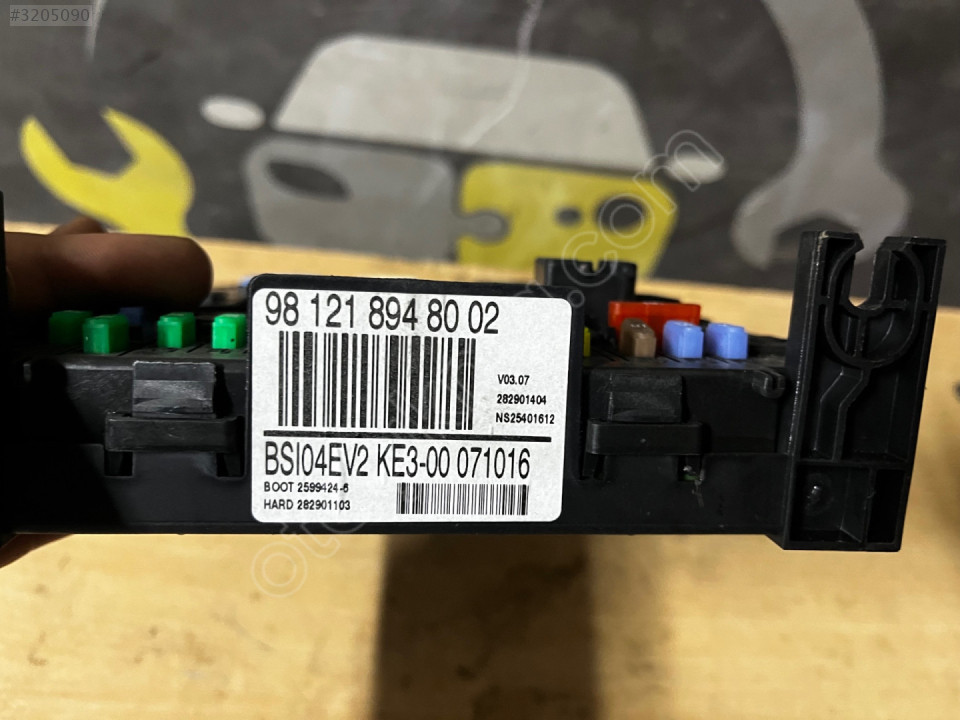 #3205090
98 121 894 80 02
V03.07
282901404
NS25401612
BSI04EV2 KE3-00 071016
BOOT 2599424-6
HARD 282901103